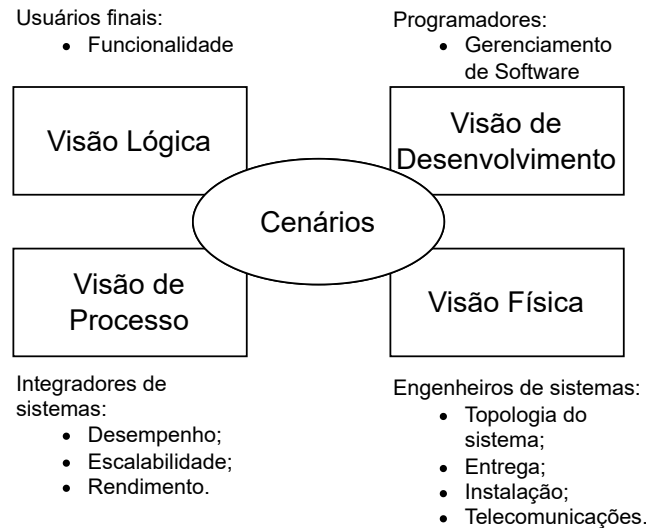 Usuários finais:
• Funcionalidade
Programadores:
• Gerenciamento
de Software
Visão Lógica
Visão de
Desenvolvimento
Cenários
Visão de
Processo
Visão Física
Integradores de
sistemas:
• Desempenho;
• Escalabilidade;
• Rendimento.
Engenheiros de sistemas:
• Topologia do
sistema;
• Entrega;
• Instalação;
• Telecomunicações.